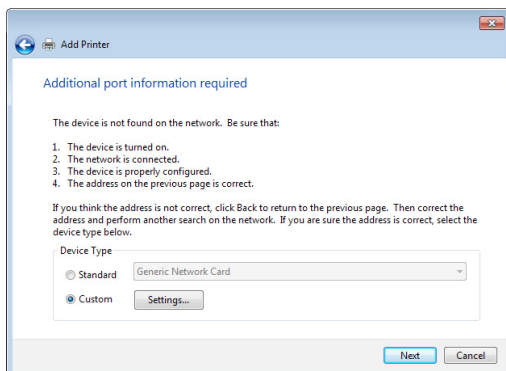 Add Printer
Additional port information required
The device is not found on the network. Be sure that:
1. The device is turned on.
2. The network is connected.
3. The device is properly configured.
4. The address on the previous page is correct.
If you think the address is not correct, click Back to return to the previous page. Then correct the
address and perform another search on the network. If you are sure the address is correct, select the
device type below.
Device Type
Standard Generic Network Card
Custom Settings...
Next Cancel